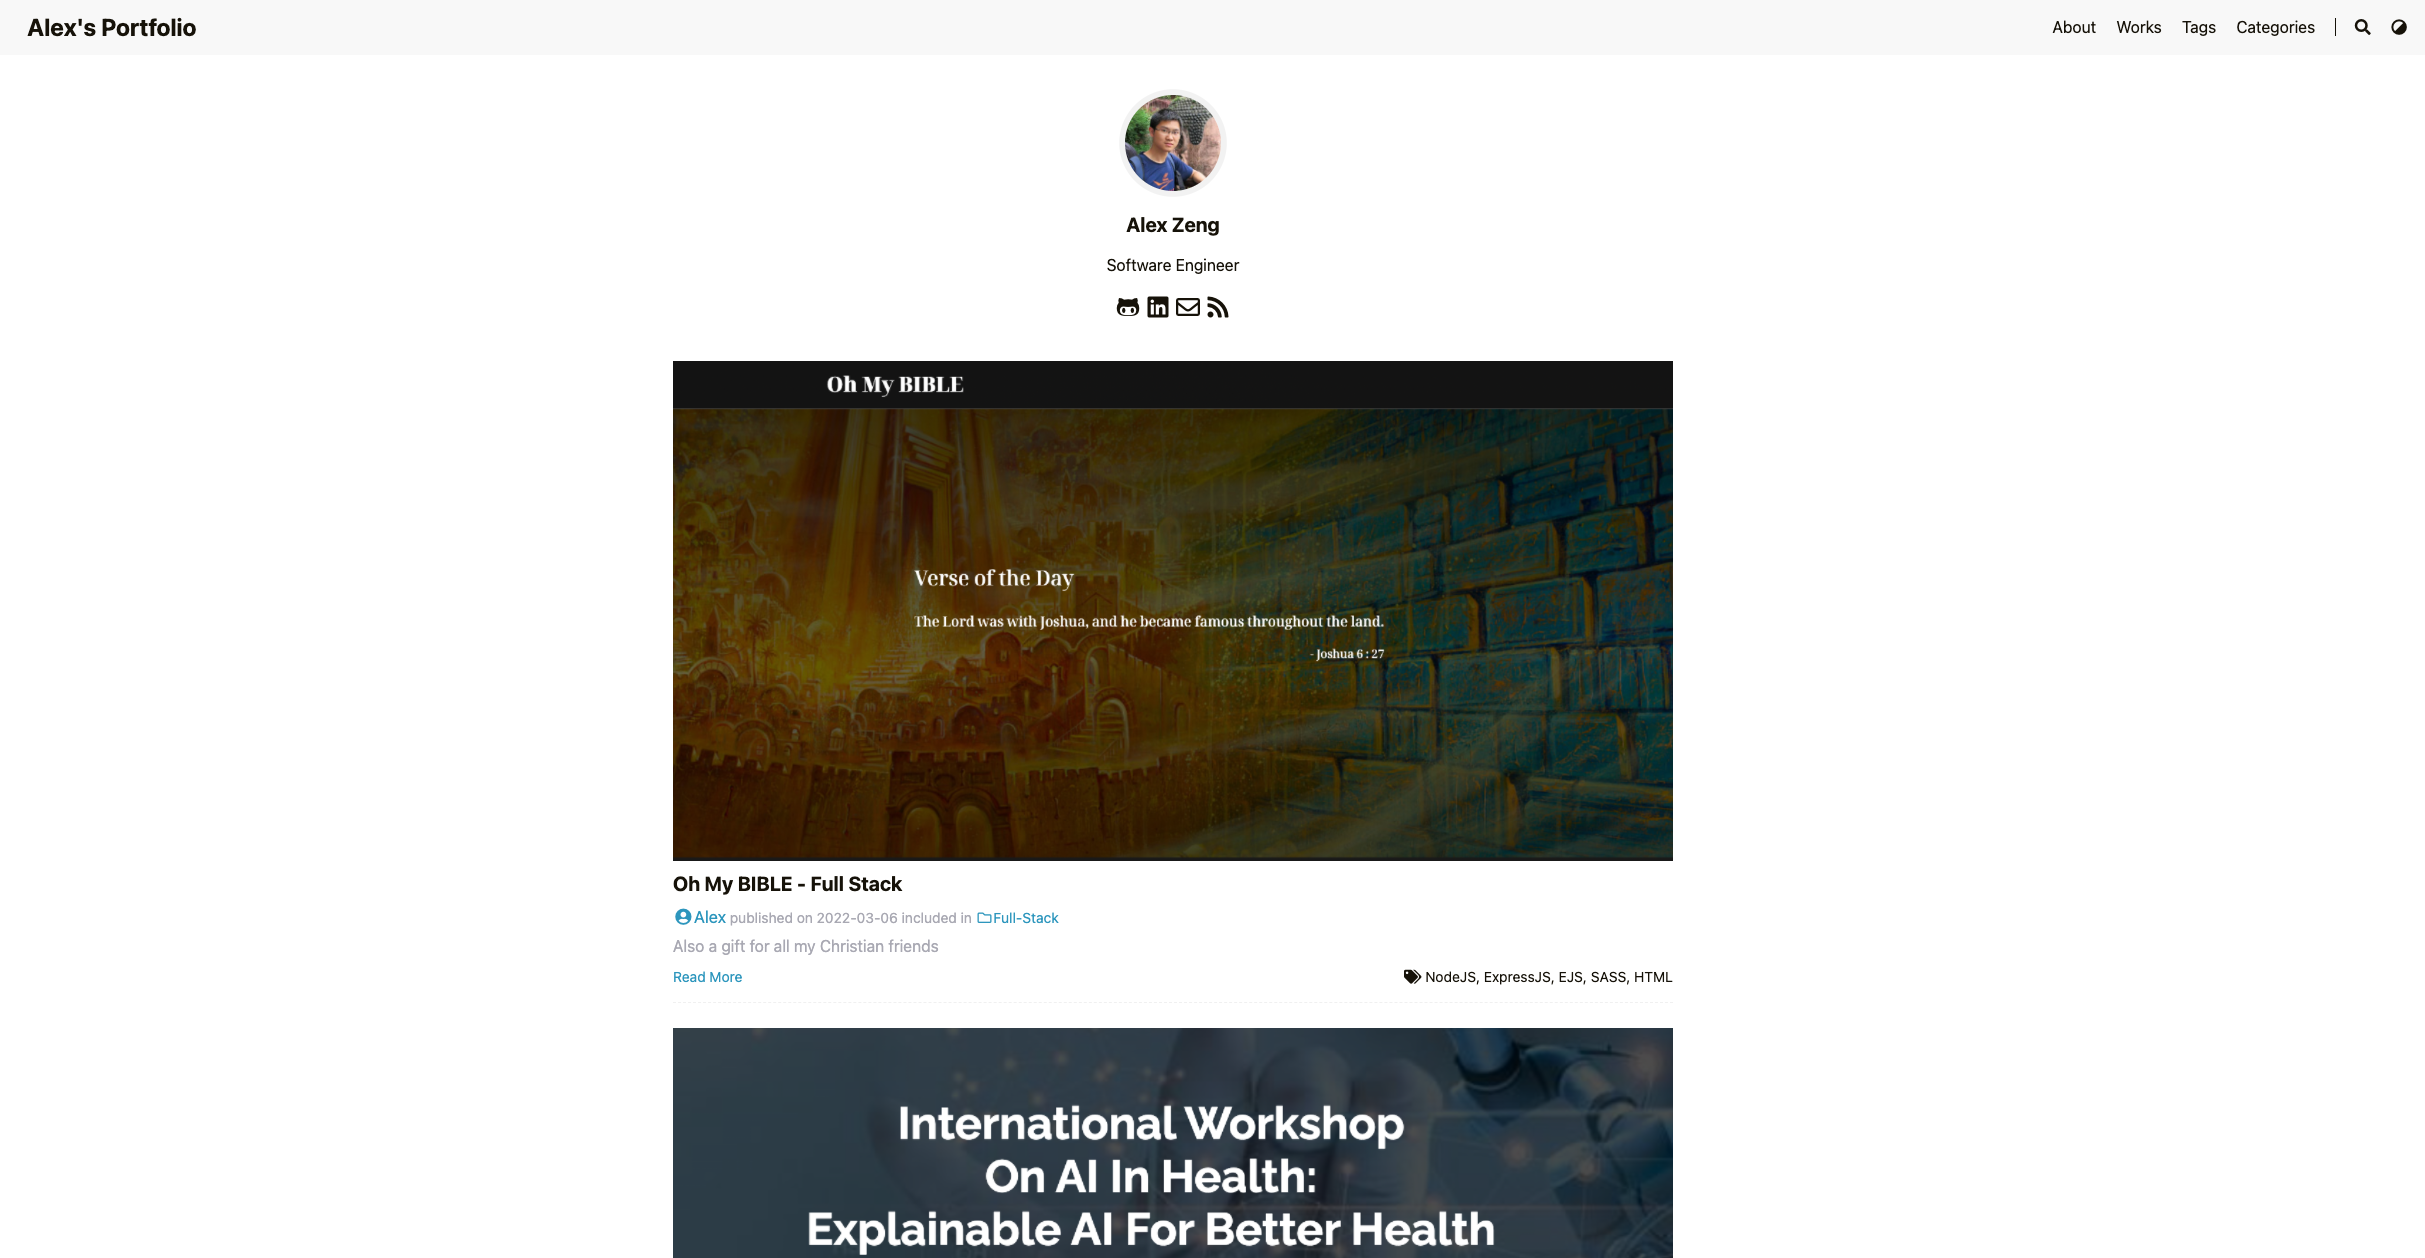 Alex's Portfolio
About Works Tags Categories
Alex Zeng
Software Engineer
Oh My BIBLE
Verse of the Day
The Lord was with Joshua, and he became famous throughout the land.
- Joshua 6 : 27
Oh My BIBLE - Full Stack
Alex published on 2022-03-06 included in Full-Stack
Also a gift for all my Christian friends
Read More
NodeJS, ExpressJS, EJS, SASS, HTML
International Workshop
On AI In Health:
Explainable AI For Better Health